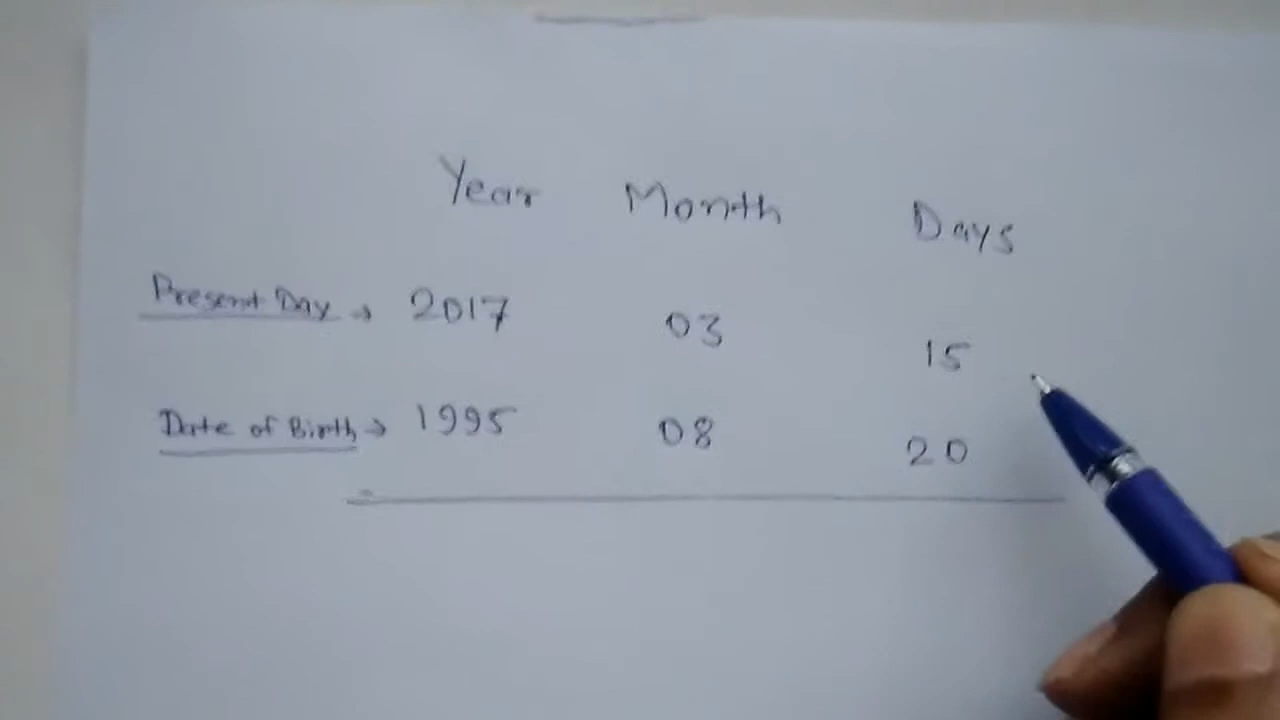 Year Month Days
Present Day → 2017 03 15
Date of Birth → 1995 08 20